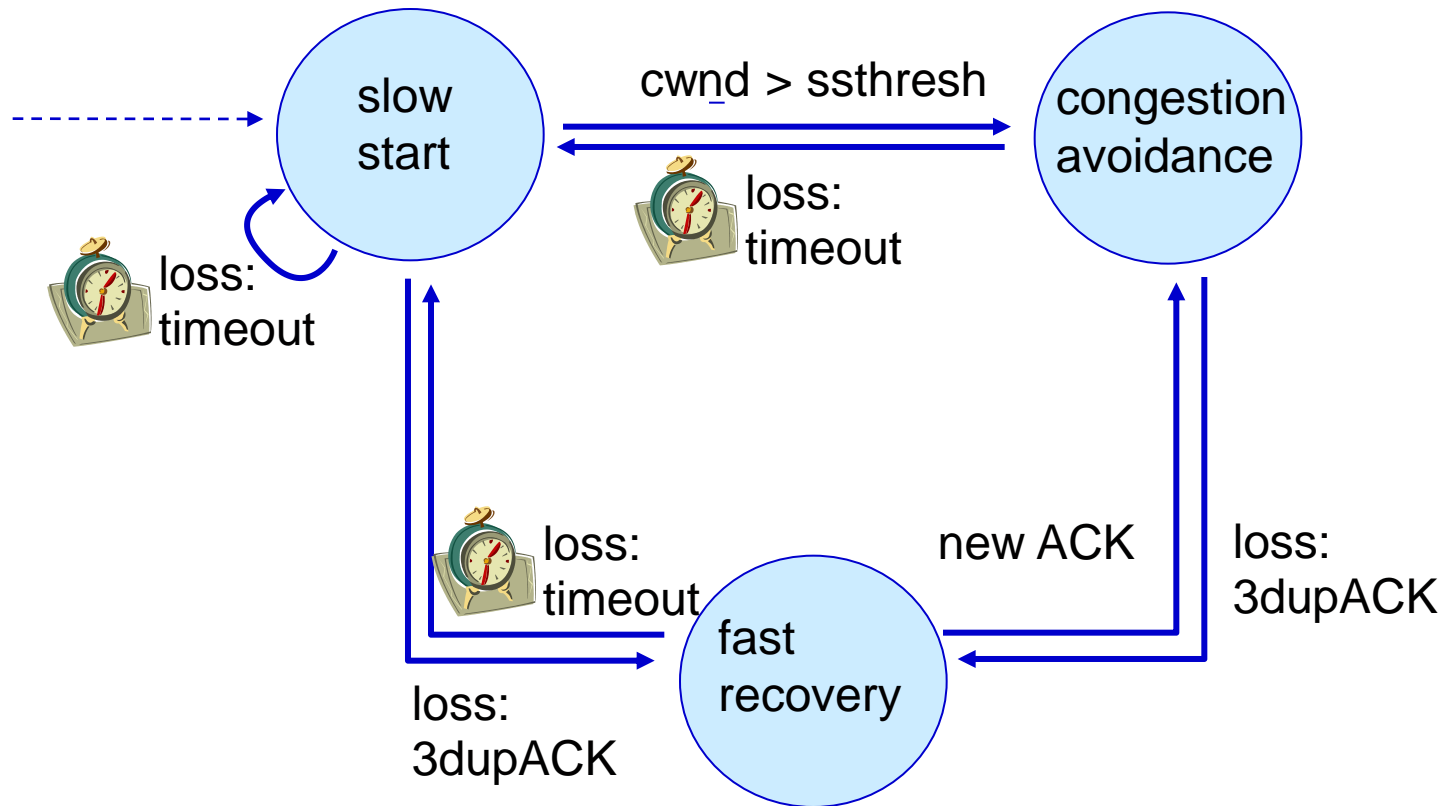 slow
start
cwnd > ssthresh
congestion
avoidance
loss:
timeout
loss:
timeout
loss:
timeout
new ACK
loss:
3dupACK
fast
recovery
loss:
3dupACK